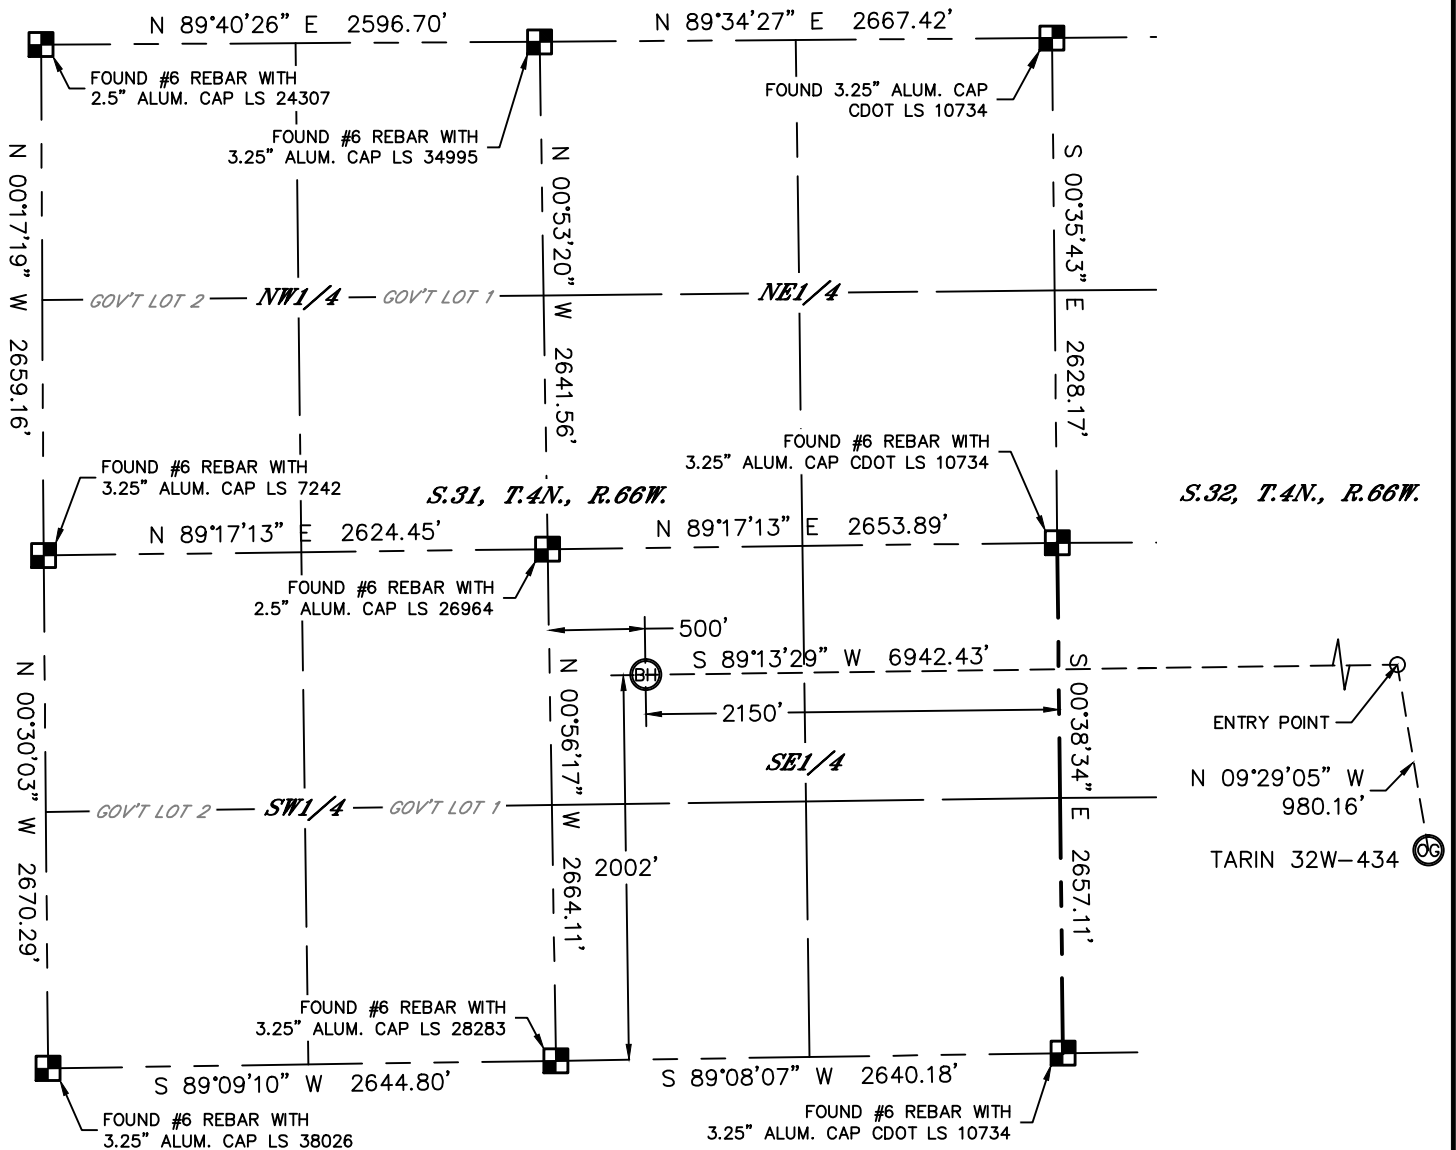 N 89°40'26" E 2596.70'
N 89°34'27" E 2667.42'
FOUND #6 REBAR WITH
2.5" ALUM. CAP LS 24307
FOUND 3.25" ALUM. CAP
CDOT LS 10734
FOUND #6 REBAR WITH
3.25" ALUM. CAP LS 34995
N 00°17'19" W 2659.16'
N 00°53'20" W 2641.56'
S 00°35'43" E 2628.17'
GOV'T LOT 2
NW1/4
GOV'T LOT 1
NE1/4
FOUND #6 REBAR WITH
3.25" ALUM. CAP CDOT LS 10734
FOUND #6 REBAR WITH
3.25" ALUM. CAP LS 7242
S.31, T.4N., R.66W.
S.32, T.4N., R.66W.
N 89°17'13" E 2624.45'
N 89°17'13" E 2653.89'
FOUND #6 REBAR WITH
2.5" ALUM. CAP LS 26964
500'
S 89°13'29" W 6942.43'
BH
2150'
ENTRY POINT
N 00°30'03" W 2670.29'
N 00°56'17" W 2664.11'
S 00°38'34" E 2657.11'
SE1/4
N 09°29'05" W
980.16'
GOV'T LOT 2
SW1/4
GOV'T LOT 1
TARIN 32W-434
OG
2002'
FOUND #6 REBAR WITH
3.25" ALUM. CAP LS 28283
S 89°09'10" W 2644.80'
S 89°08'07" W 2640.18'
FOUND #6 REBAR WITH
3.25" ALUM. CAP LS 38026
FOUND #6 REBAR WITH
3.25" ALUM. CAP CDOT LS 10734